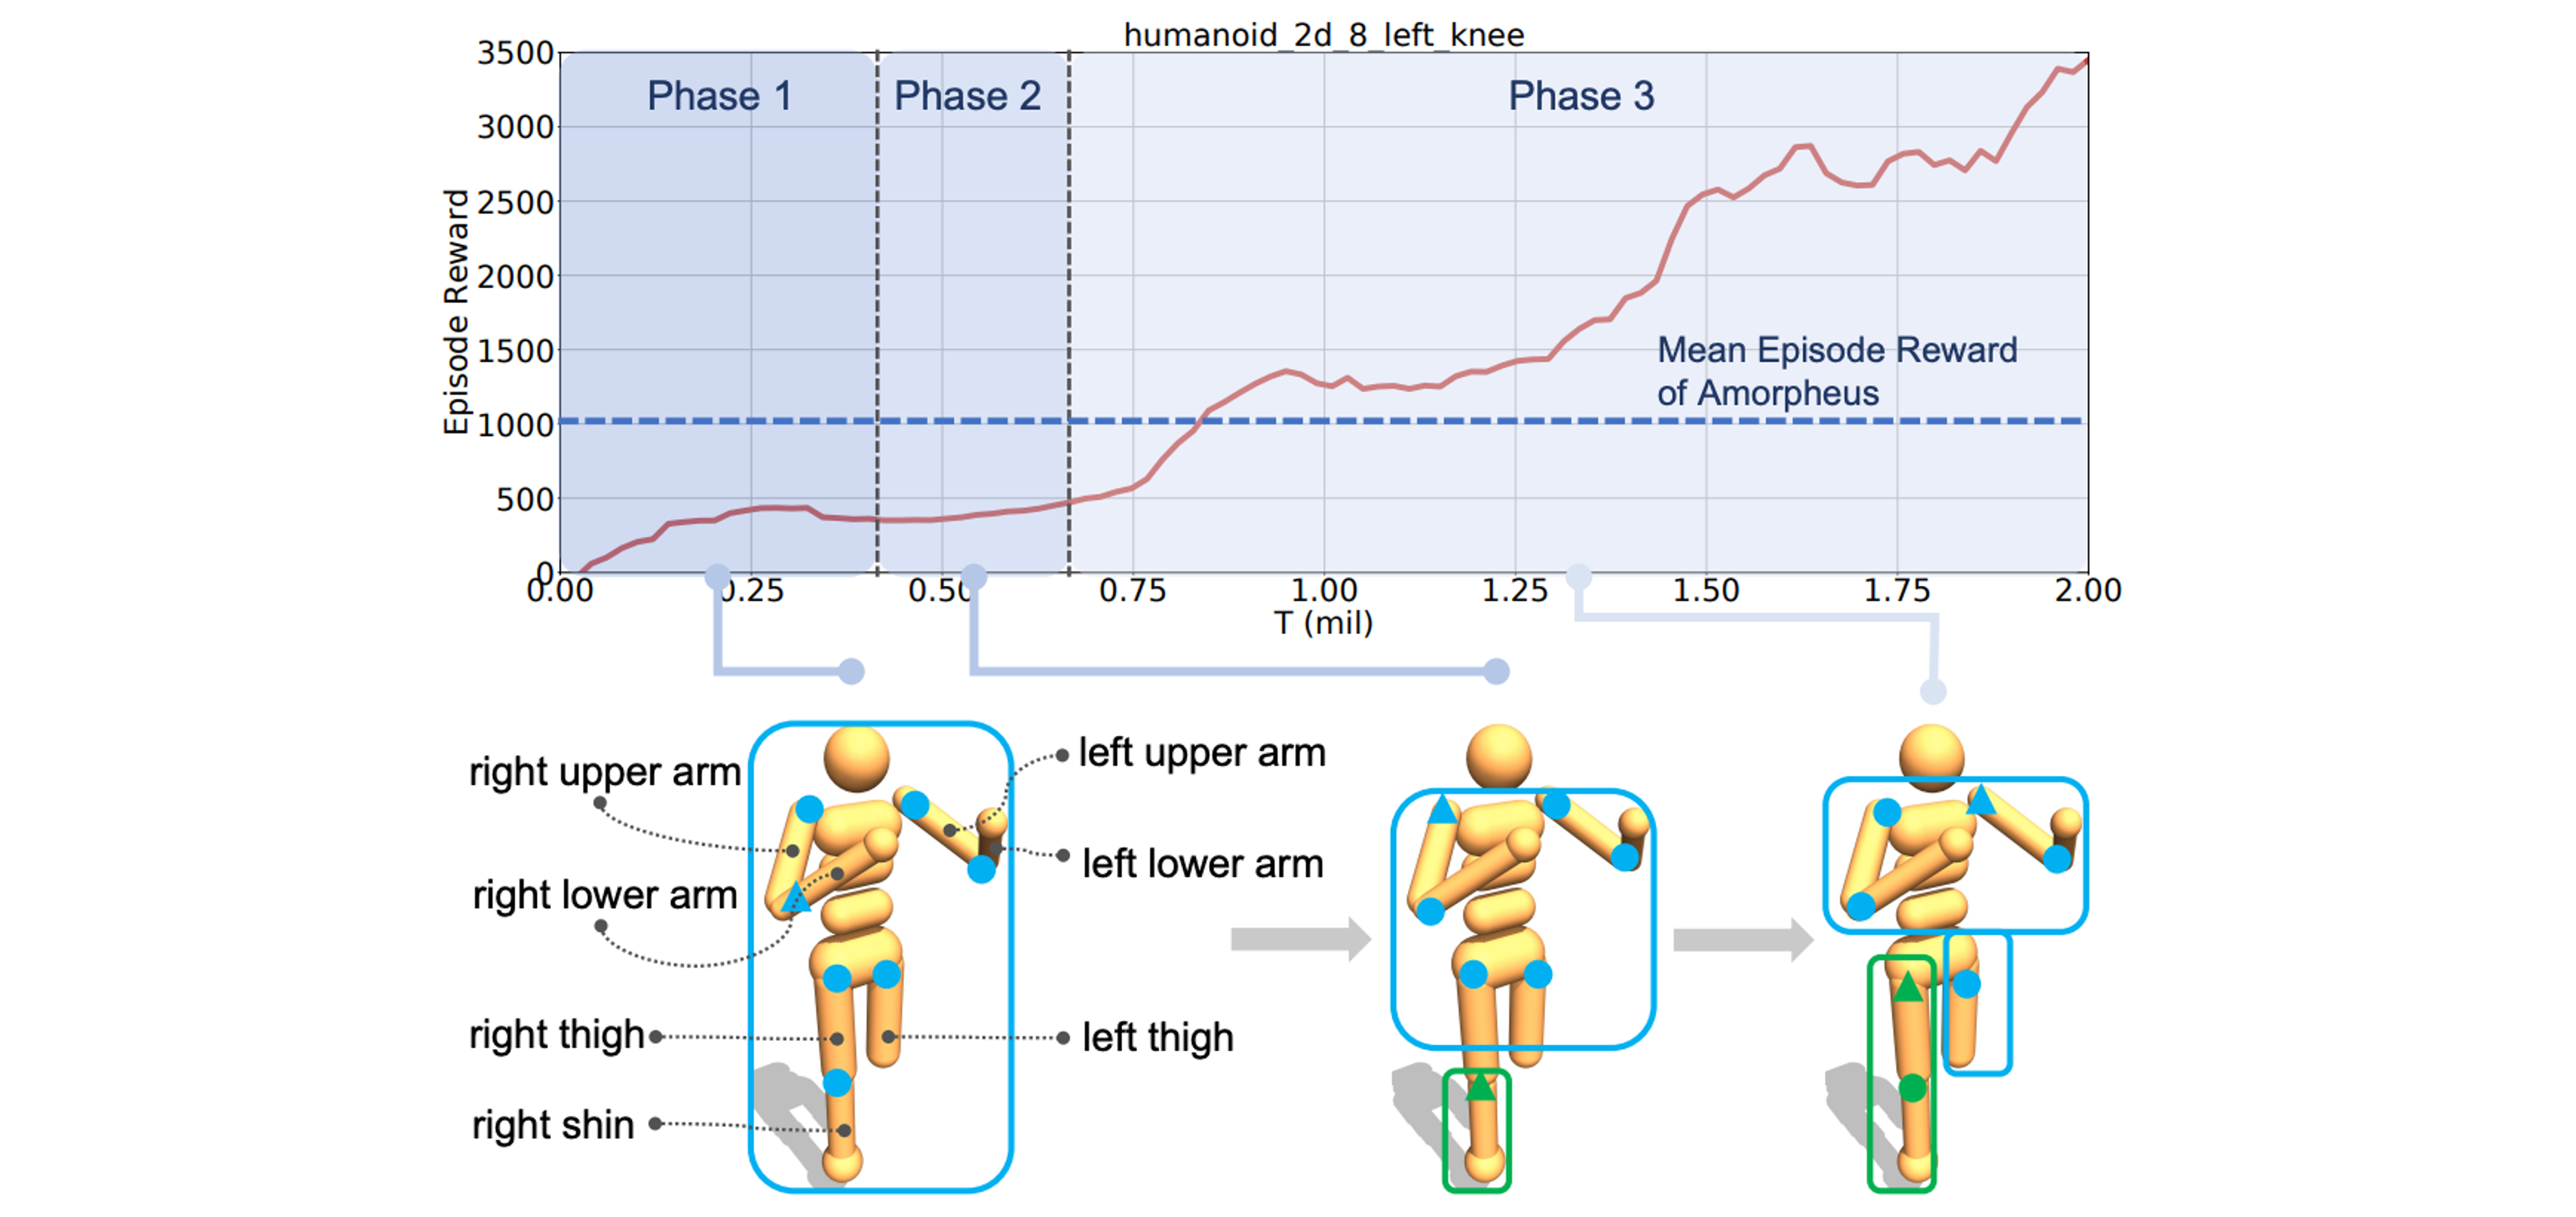 humanoid_2d_8_left_knee
3500
3000
2500
2000
1500
1000
500
0
Episode Reward
Phase 1
Phase 2
Phase 3
Mean Episode Reward
of Amorpheus
0.00
0.25
0.50
0.75
1.00
1.25
1.50
1.75
2.00
T (mil)
right upper arm
right lower arm
right thigh
right shin
left upper arm
left lower arm
left thigh